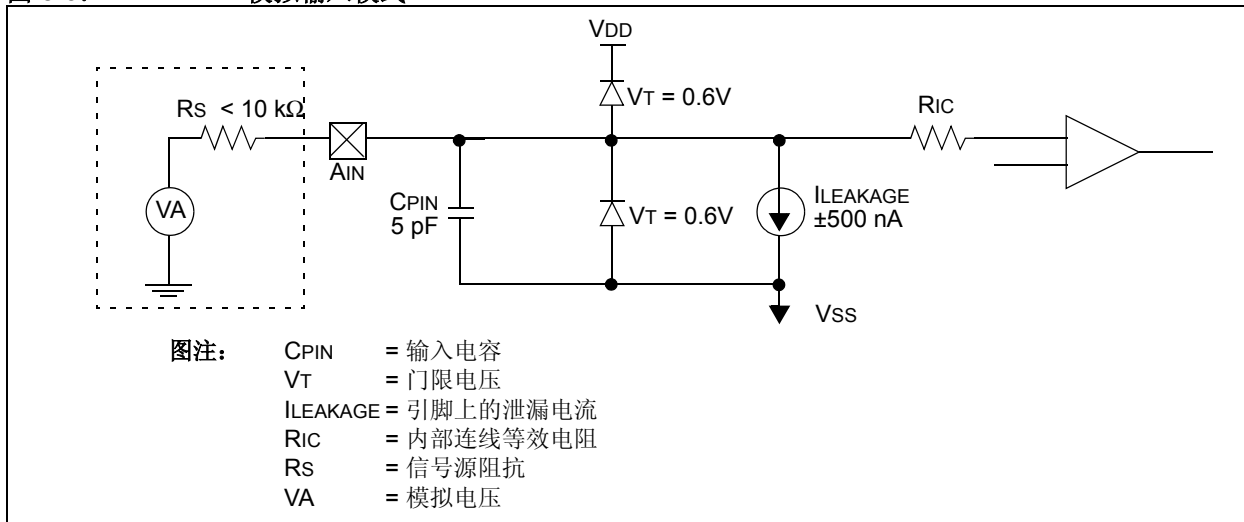 VDD
VT = 0.6V
RS < 10 kΩ
RIC
AIN
VA
CPIN
5 pF
VT = 0.6V
ILEAKAGE
±500 nA
VSS
图注： CPIN = 输入电容
VT = 门限电压
ILEAKAGE = 引脚上的泄漏电流
RIC = 内部连线等效电阻
RS = 信号源阻抗
VA = 模拟电压